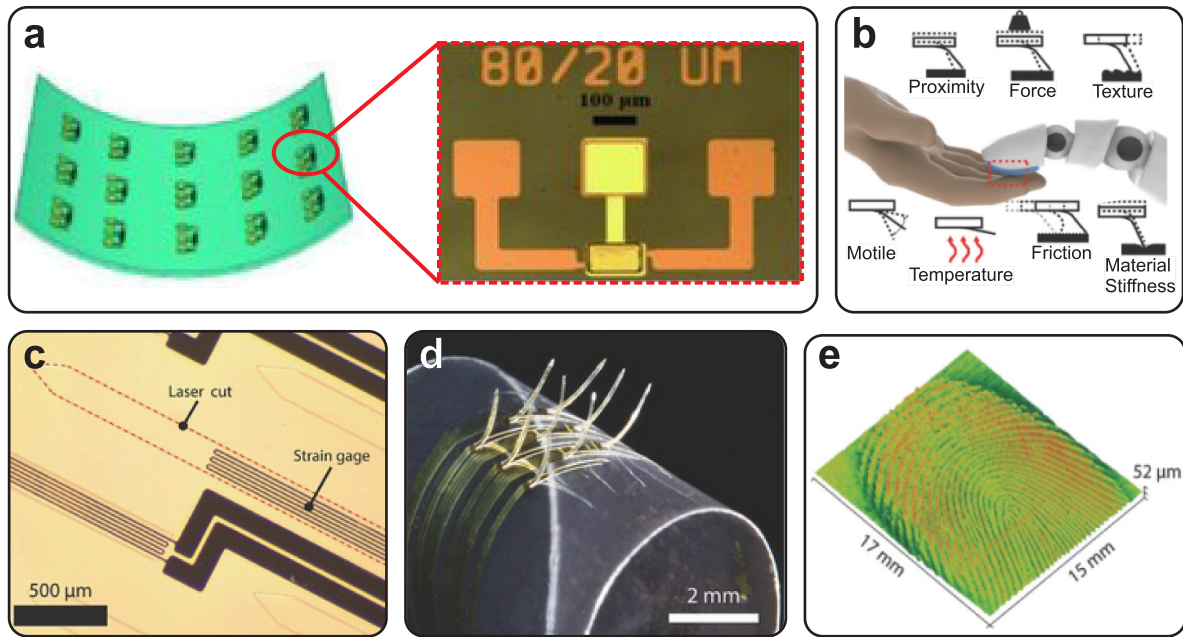 a
80/20 UM
100 µm
b
Proximity
Force
Texture
Motile
Temperature
Friction
Material
Stiffness
c
Laser cut
Strain gage
500 µm
d
2 mm
e
52 µm
17 mm
15 mm